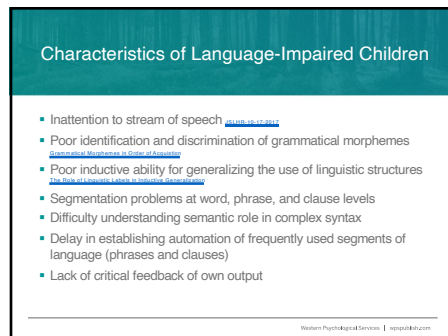 Characteristics of Language-Impaired Children
▪ Inattention to stream of speech JSLHR-10-17-2017
▪ Poor identification and discrimination of grammatical morphemes
Grammatical Morphemes in Order of Acquistion
▪ Poor inductive ability for generalizing the use of linguistic structures
The Role of Linguistic Labels in Inductive Generalization
▪ Segmentation problems at word, phrase, and clause levels
▪ Difficulty understanding semantic role in complex syntax
▪ Delay in establishing automation of frequently used segments of
language (phrases and clauses)
▪ Lack of critical feedback of own output
Western Psychological Services | wpspublish.com